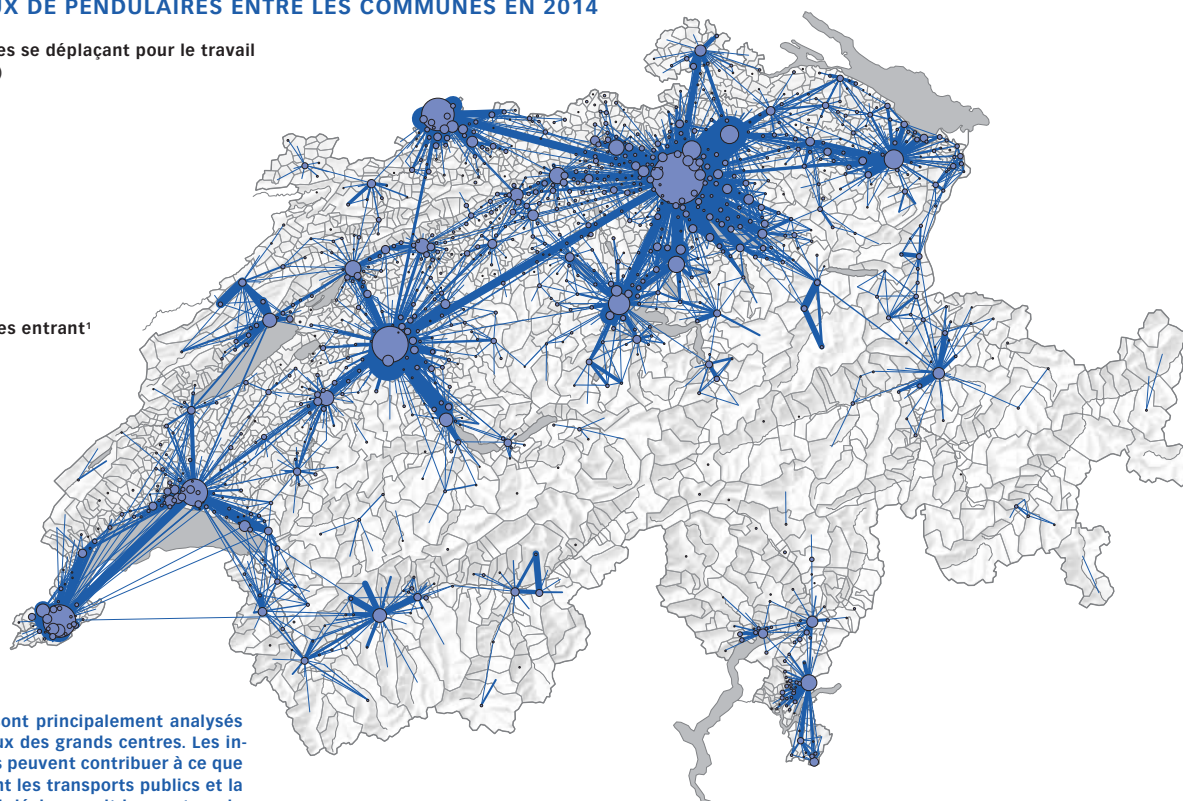 UX DE PENDULAIRES ENTRE LES COMMUNES EN 2014
es se déplaçant pour le travail
)
es entrant¹
ont principalement analysés
ux des grands centres. Les in-
s peuvent contribuer à ce que
nt les transports publics et la